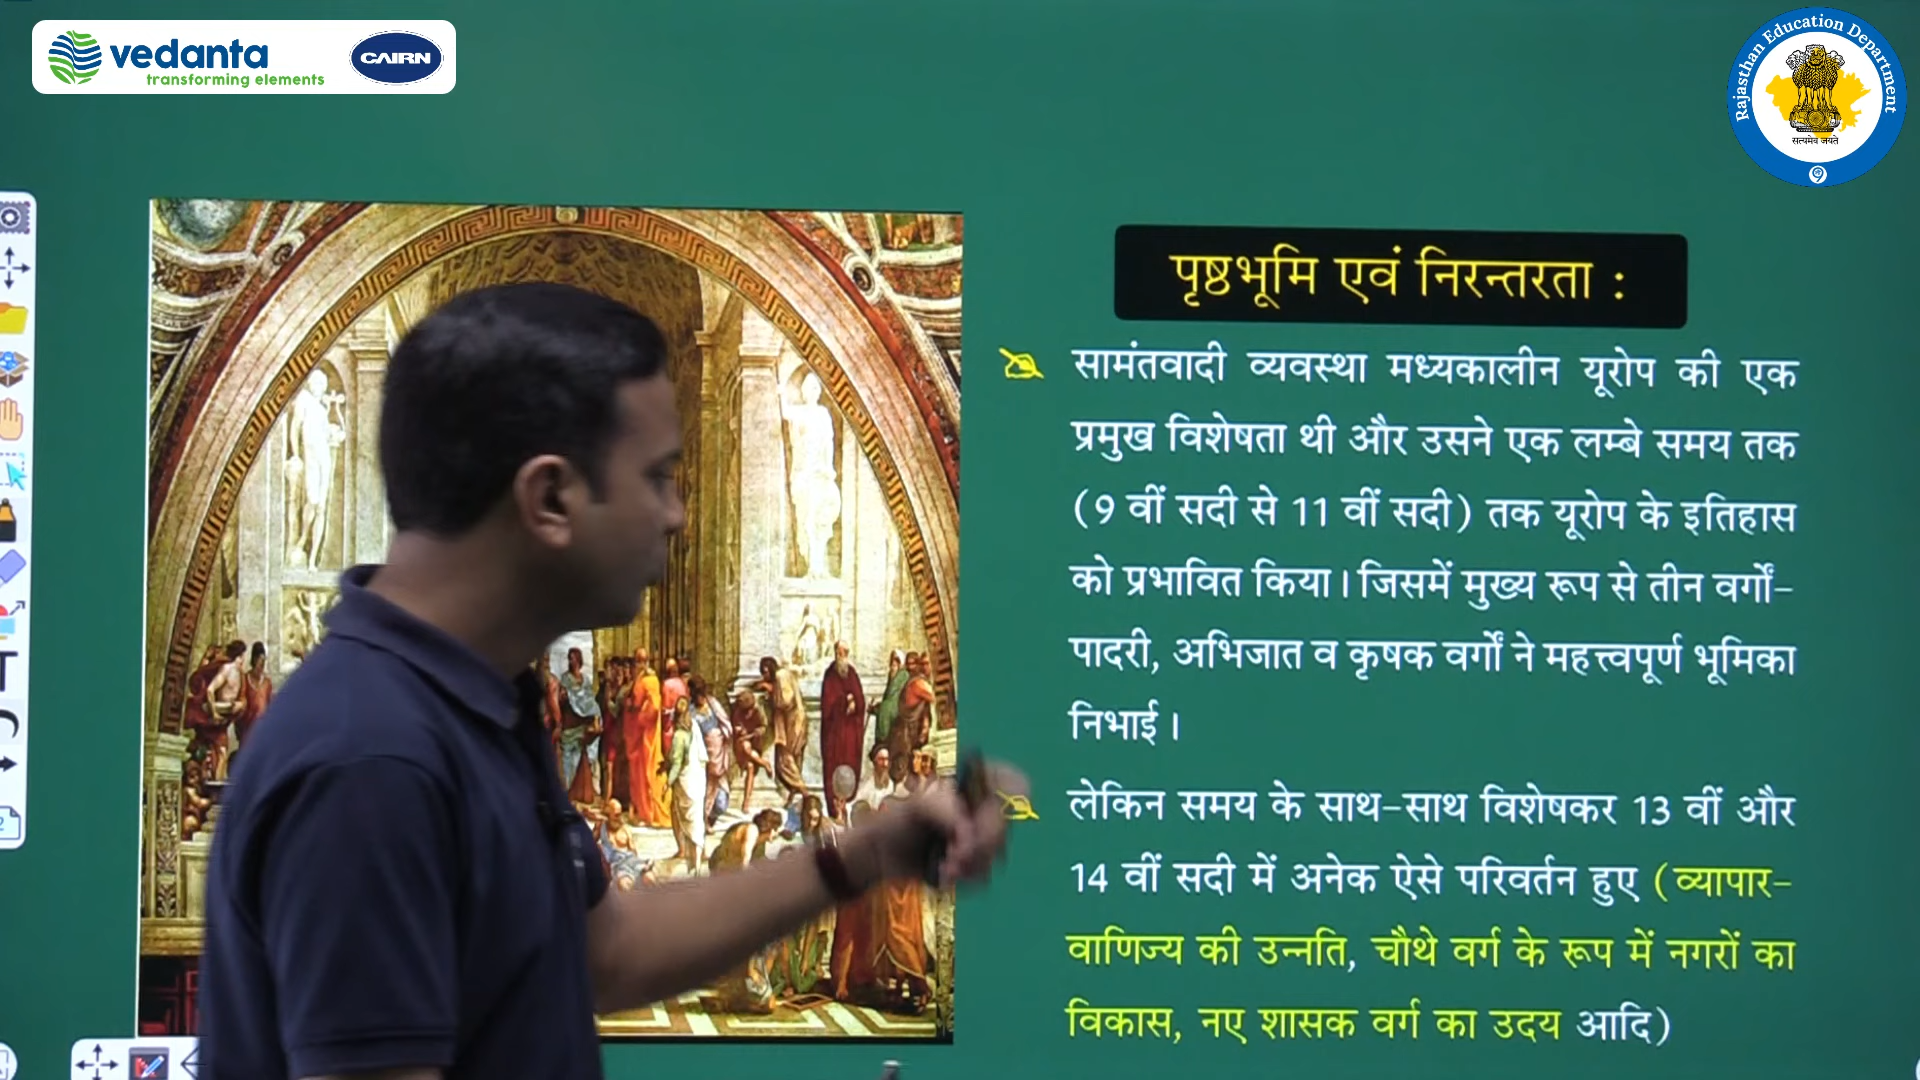 vedanta
transforming elements
CAIRN
Rajasthan Education Department
सत्यमेव जयते
पृष्ठभूमि एवं निरन्तरता :
सामंतवादी व्यवस्था मध्यकालीन यूरोप की एक
प्रमुख विशेषता थी और उसने एक लम्बे समय तक
(9 वीं सदी से 11 वीं सदी) तक यूरोप के इतिहास
को प्रभावित किया। जिसमें मुख्य रूप से तीन वर्गों-
पादरी, अभिजात व कृषक वर्गों ने महत्त्वपूर्ण भूमिका
निभाई।
लेकिन समय के साथ-साथ विशेषकर 13 वीं और
14 वीं सदी में अनेक ऐसे परिवर्तन हुए (व्यापार-
वाणिज्य की उन्नति, चौथे वर्ग के रूप में नगरों का
विकास, नए शासक वर्ग का उदय आदि)